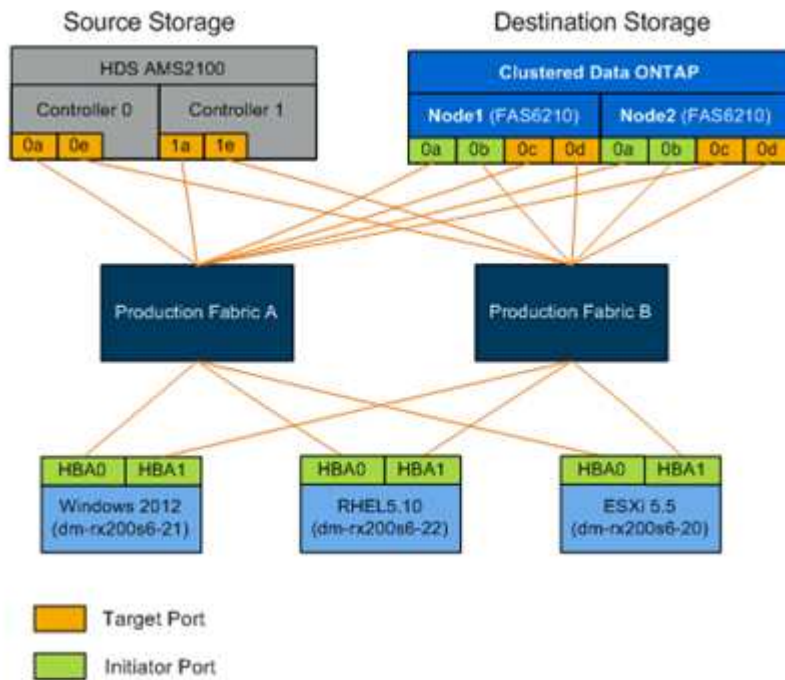 Source Storage
Destination Storage
HDS AMS2100
Controller 0
Controller 1
0a 0e
1a 1e
Clustered Data ONTAP
Node1 (FAS6210)
Node2 (FAS6210)
0a 0b 0c 0d 0a 0b 0c 0d
Production Fabric A
Production Fabric B
HBA0 HBA1
Windows 2012
(dm-rx200s6-21)
HBA0 HBA1
RHEL5.10
(dm-rx200s6-22)
HBA0 HBA1
ESXi 5.5
(dm-rx200s6-20)
Target Port
Initiator Port